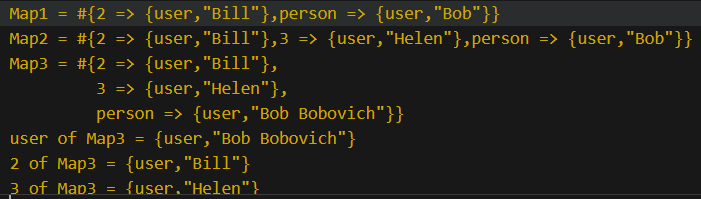 Map1 = #{2 => {user,"Bill"},person => {user,"Bob"}}
Map2 = #{2 => {user,"Bill"},3 => {user,"Helen"},person => {user,"Bob"}}
Map3 = #{2 => {user,"Bill"},
3 => {user,"Helen"},
person => {user,"Bob Bobovich"}}
user of Map3 = {user,"Bob Bobovich"}
2 of Map3 = {user,"Bill"}
3 of Map3 = {user,"Helen"}